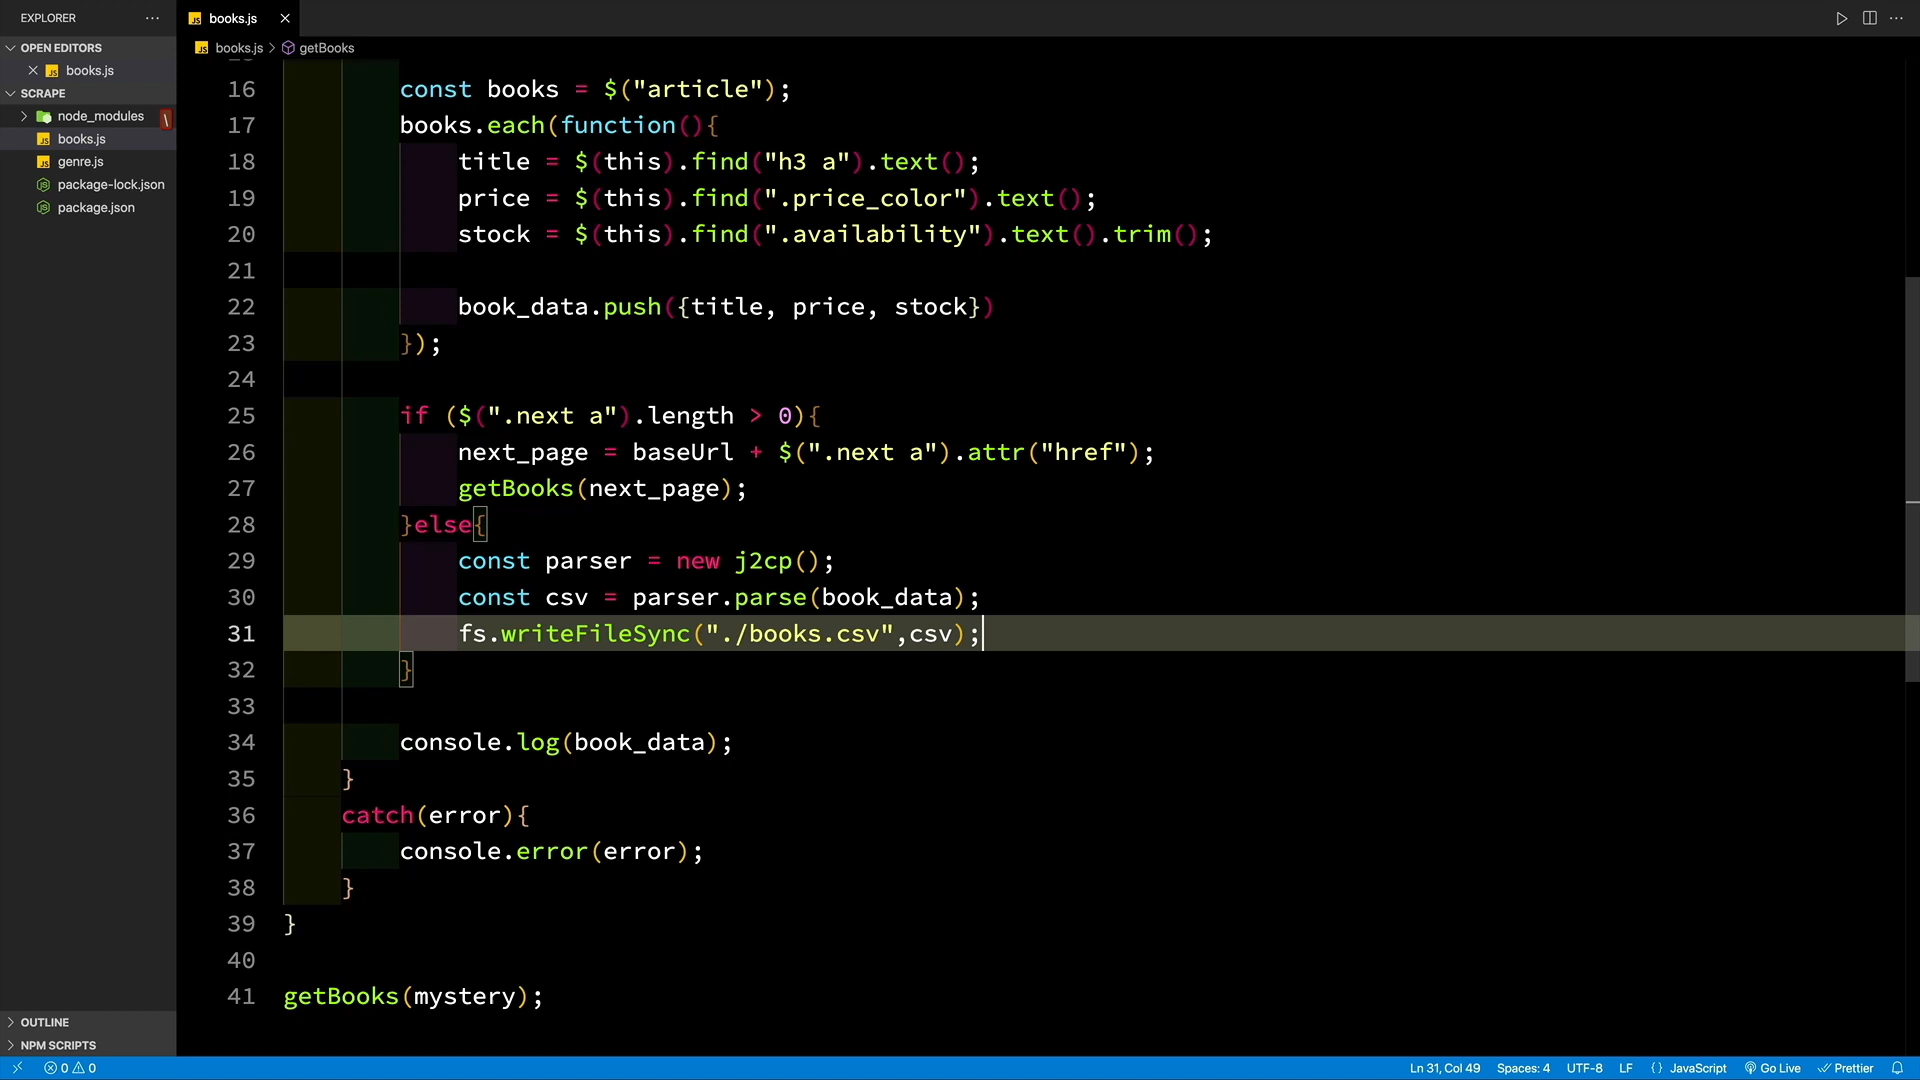 EXPLORER
books.js
OPEN EDITORS
books.js
SCRAPE
node_modules
books.js
genre.js
package-lock.json
package.json
OUTLINE
NPM SCRIPTS
books.js > getBooks
16 const books = $("article");
17 books.each(function(){
18 title = $(this).find("h3 a").text();
19 price = $(this).find(".price_color").text();
20 stock = $(this).find(".availability").text().trim();
21
22 book_data.push({title, price, stock})
23 });
24
25 if ($(".next a").length > 0){
26 next_page = baseUrl + $(".next a").attr("href");
27 getBooks(next_page);
28 }else{
29 const parser = new j2cp();
30 const csv = parser.parse(book_data);
31 fs.writeFileSync("./books.csv",csv);
32 }
33
34 console.log(book_data);
35 }
36 catch(error){
37 console.error(error);
38 }
39 }
40
41 getBooks(mystery);
0 0 Ln 31, Col 49 Spaces: 4 UTF-8 LF {} JavaScript Go Live Prettier